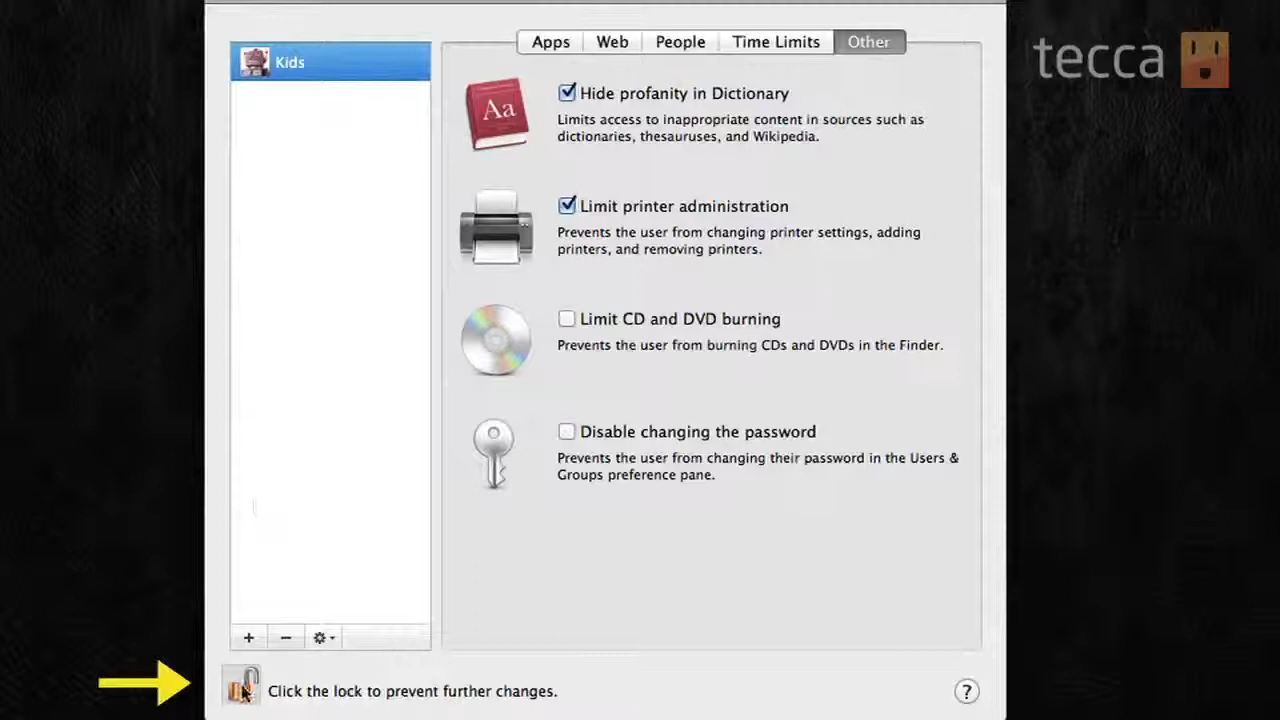 Apps Web People Time Limits Other
tecca
Kids
Aa
Hide profanity in Dictionary
Limits access to inappropriate content in sources such as
dictionaries, thesauruses, and Wikipedia.
Limit printer administration
Prevents the user from changing printer settings, adding
printers, and removing printers.
Limit CD and DVD burning
Prevents the user from burning CDs and DVDs in the Finder.
Disable changing the password
Prevents the user from changing their password in the Users &
Groups preference pane.
+ −
Click the lock to prevent further changes.
?